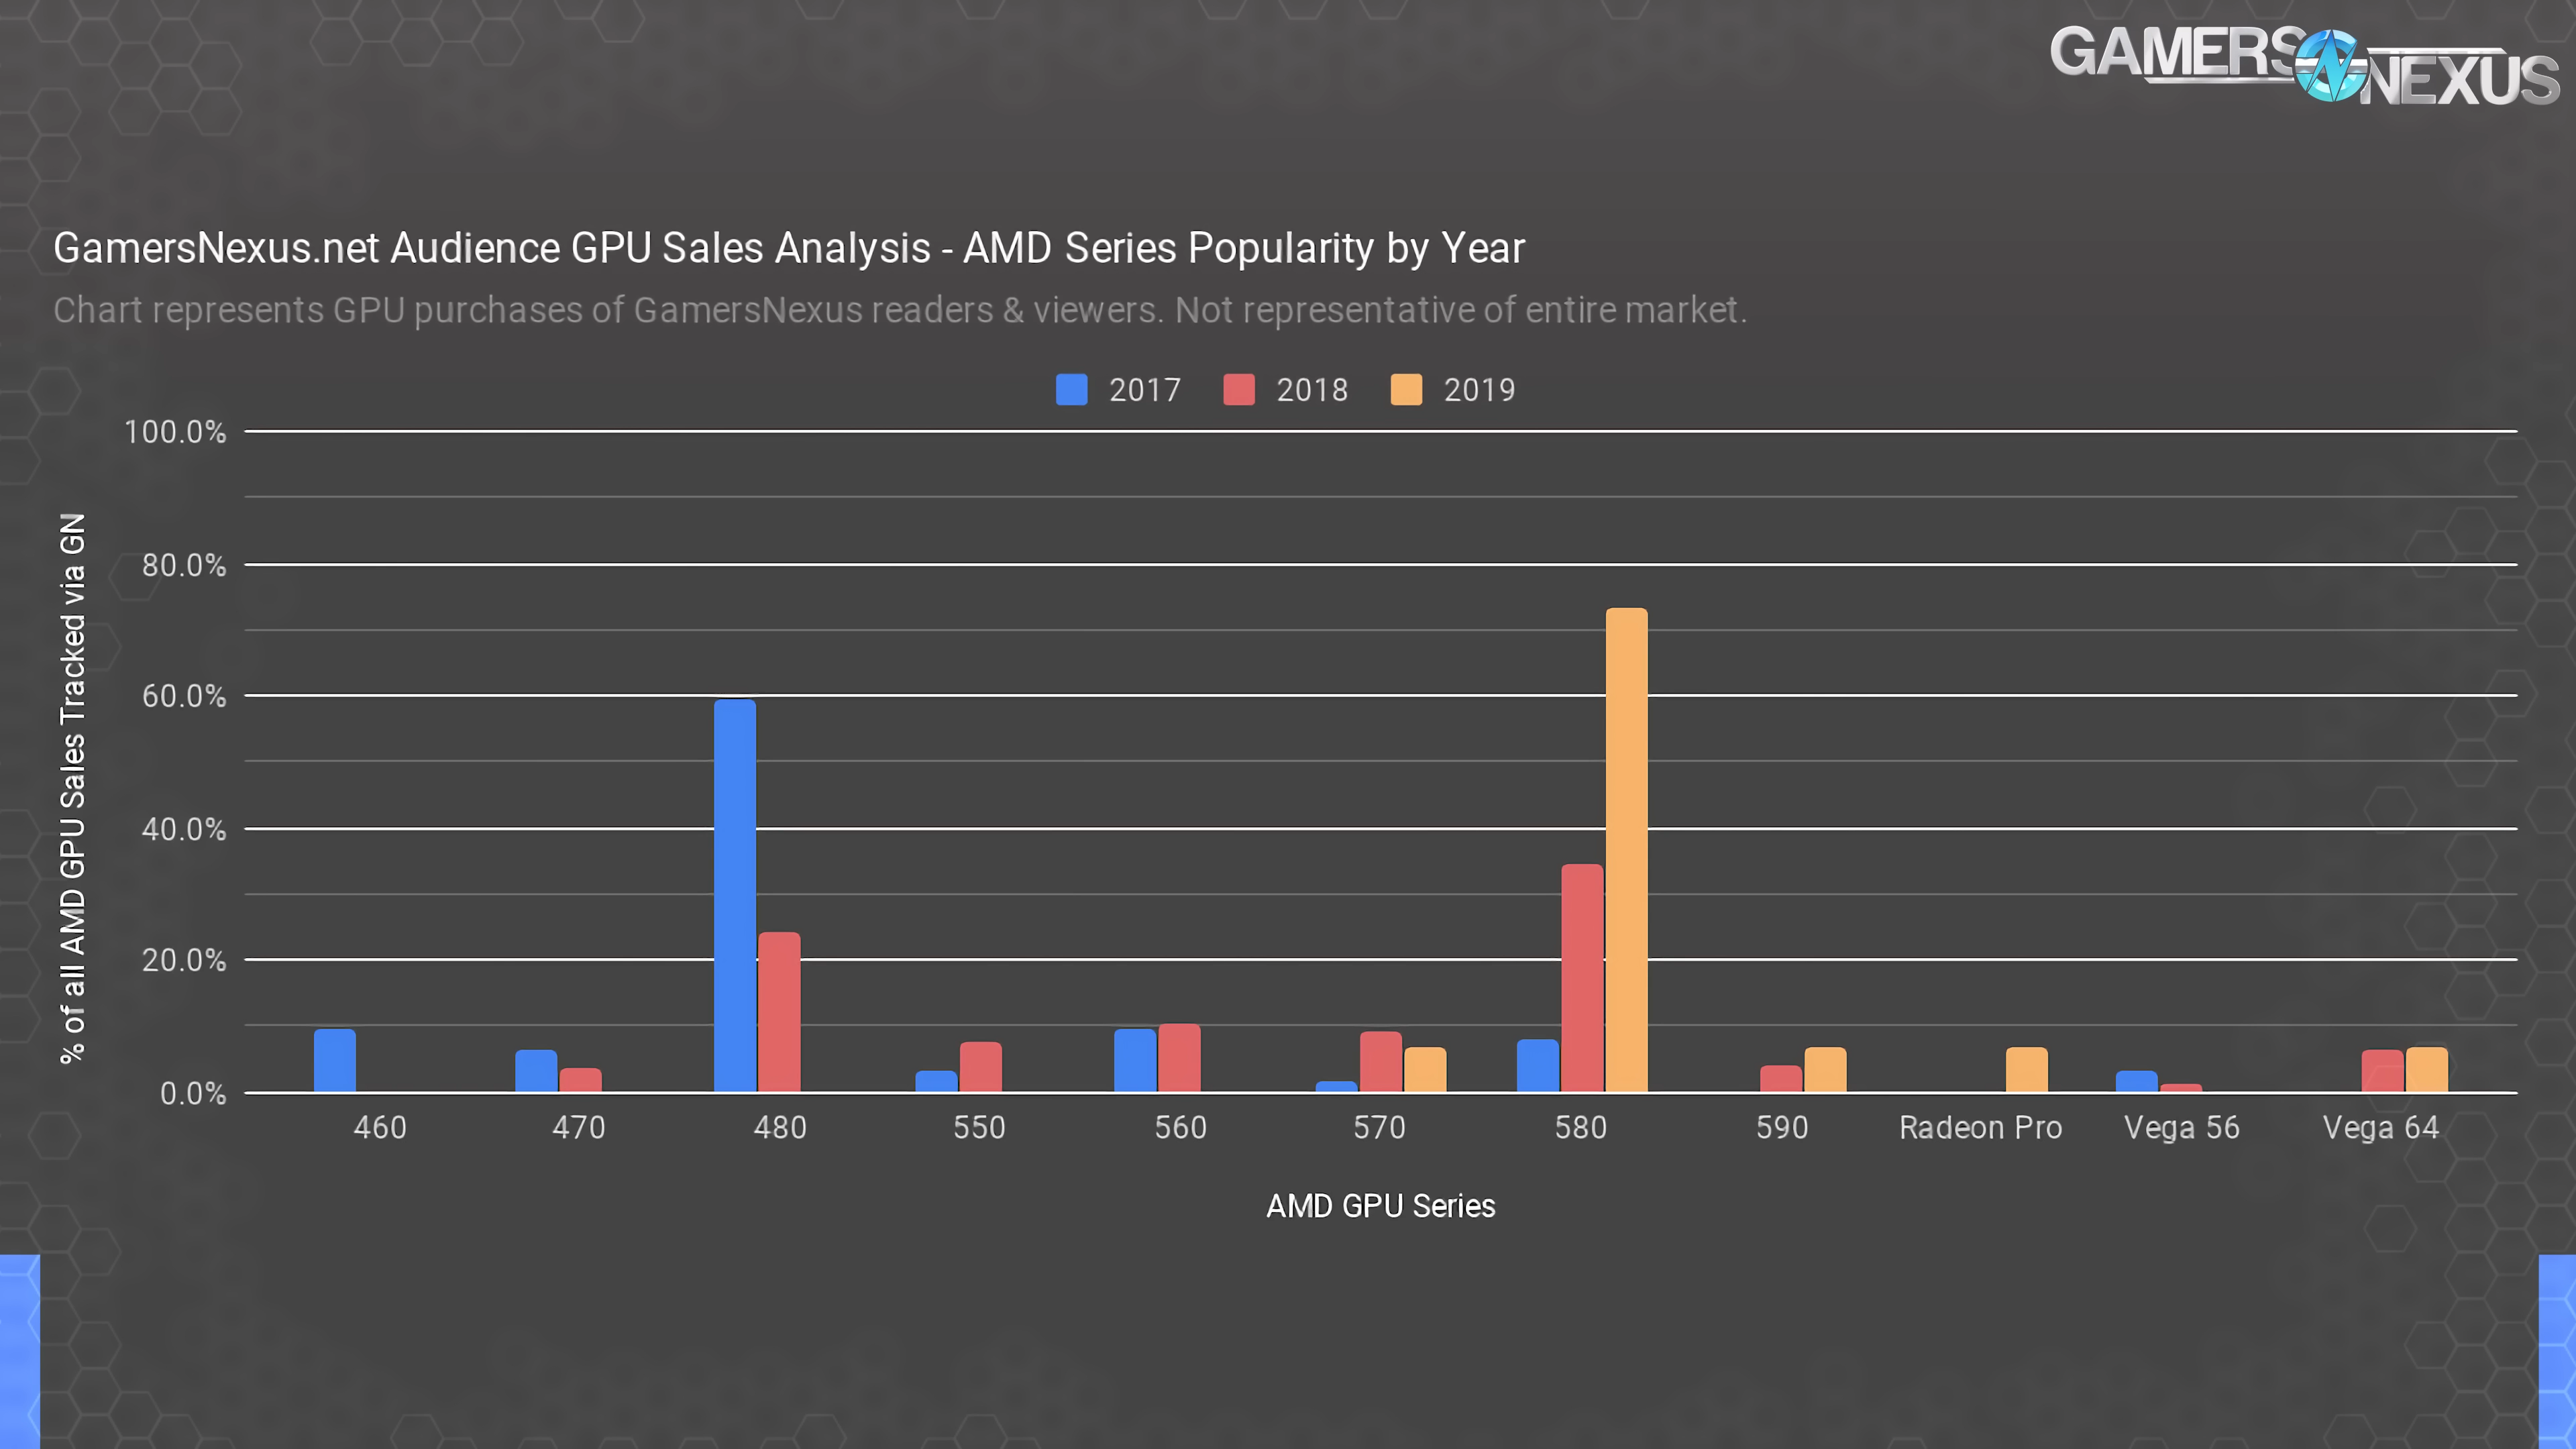 GAMERS NEXUS
GamersNexus.net Audience GPU Sales Analysis - AMD Series Popularity by Year
Chart represents GPU purchases of GamersNexus readers & viewers. Not representative of entire market.
2017 2018 2019
% of all AMD GPU Sales Tracked via GN
100.0%
80.0%
60.0%
40.0%
20.0%
0.0%
460 470 480 550 560 570 580 590 Radeon Pro Vega 56 Vega 64
AMD GPU Series